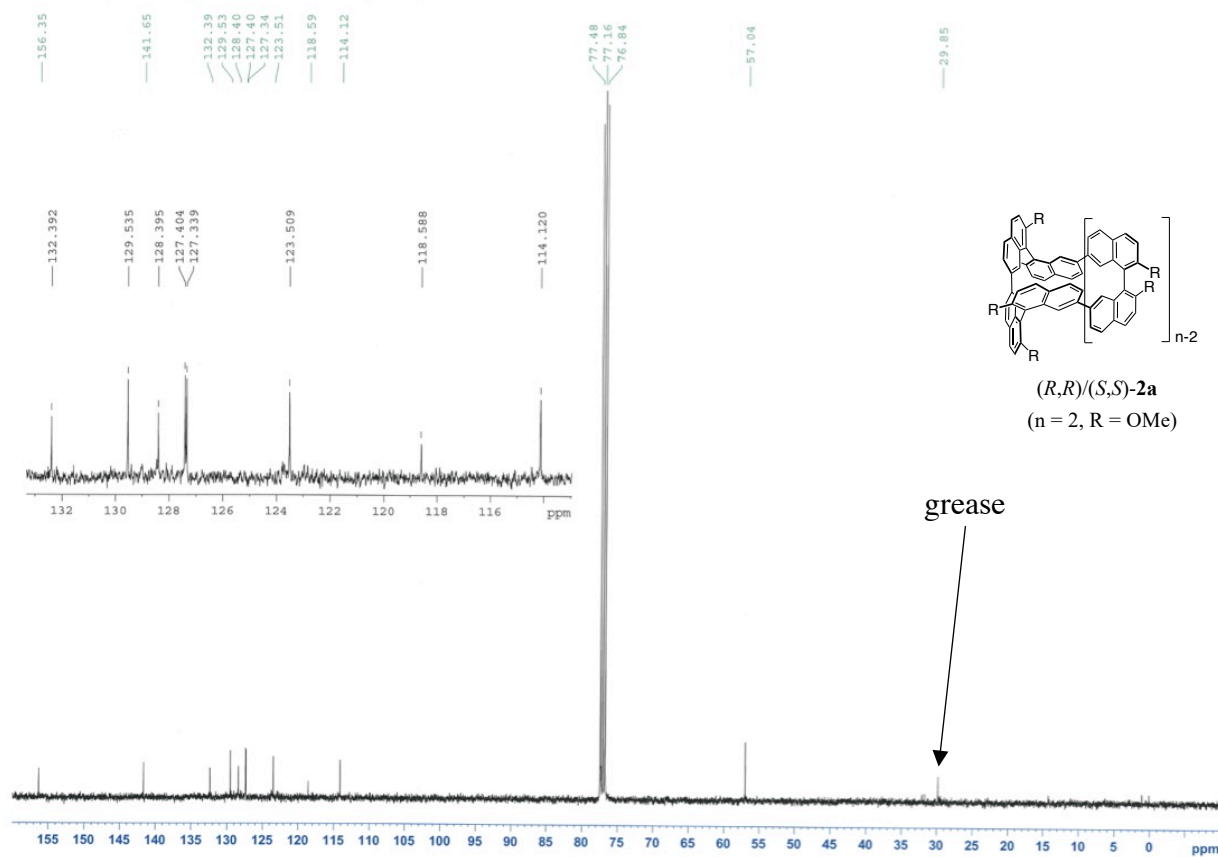 156.35
141.65
132.39
129.53
128.40
127.40
127.34
123.51
118.59
114.12
77.48
77.16
76.84
57.04
29.85
132.392
129.535
128.395
127.404
127.339
123.509
118.588
114.120
132 130 128 126 124 122 120 118 116 ppm
R
R
R
R
R
n-2
(R,R)/(S,S)-2a
(n = 2, R = OMe)
grease
155 150 145 140 135 130 125 120 115 110 105 100 95 90 85 80 75 70 65 60 55 50 45 40 35 30 25 20 15 10 5 0 ppm